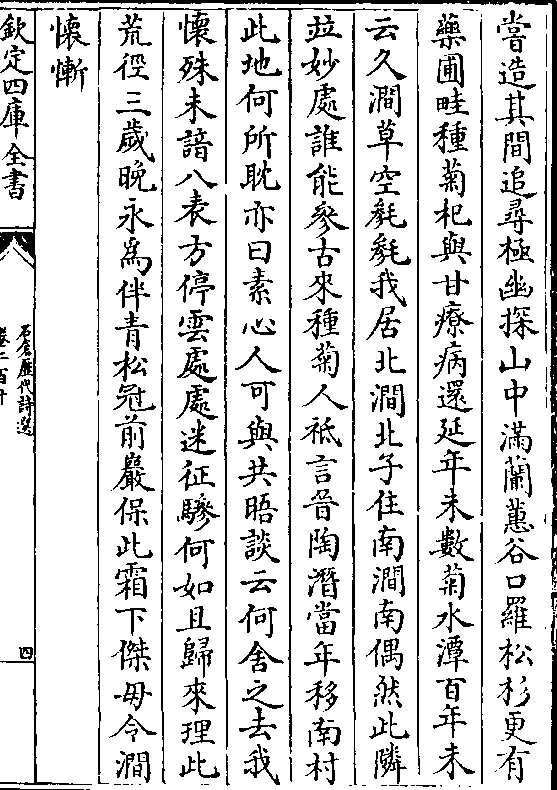 嘗造其間追尋極幽探山中滿蘭蕙谷口羅松杉更有
藥圃畦種菊杞與甘療病還延年未數菊水潭百年未
云久澗草空毿毿我居北澗北子住南澗南偶然此隣
並妙處誰能參古來種菊人祗言晉陶潛當年移南村
此地何所耽亦曰素心人可與共晤談云何舍之去我
懷殊未諳八表方停雲處處迷征驂何如且歸來理此
荒徑三歲晚永為伴青松冠前巖保此霜下傑毋令澗
懷慚
欽定四庫全書
石倉歷代詩選
四